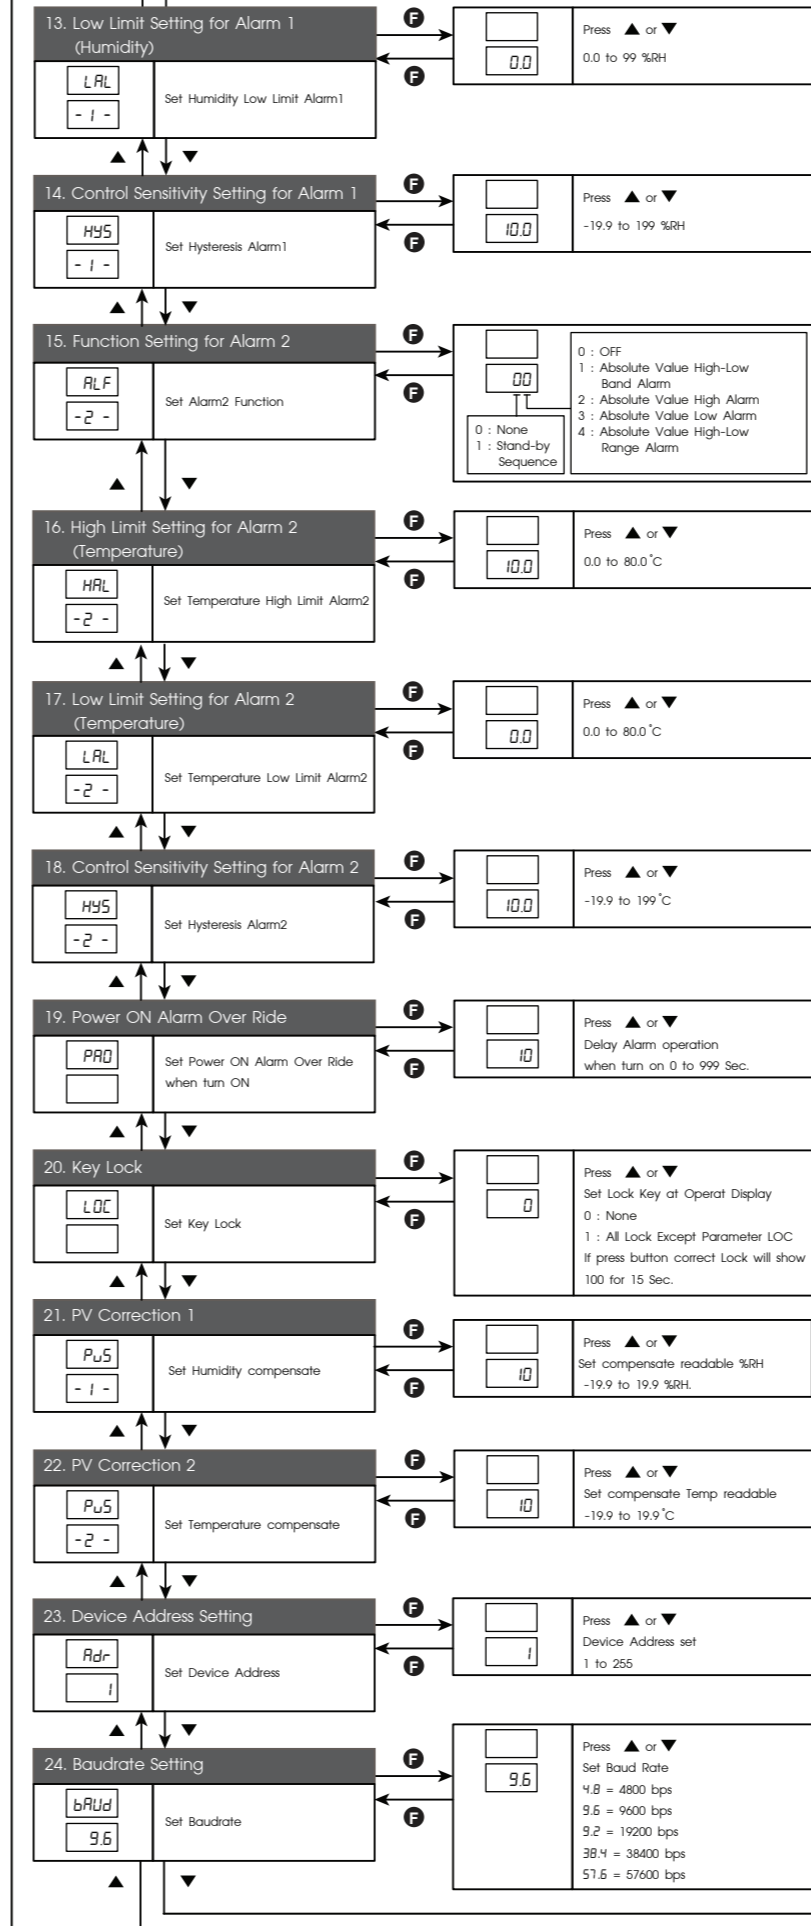 13. Low Limit Setting for Alarm 1
(Humidity)
LAL
- 1 -
Set Humidity Low Limit Alarm1
F
F
0.0
Press ▲ or ▼
0.0 to 99 %RH
▲ ▼
14. Control Sensitivity Setting for Alarm 1
HYS
- 1 -
Set Hysteresis Alarm1
F
F
10.0
Press ▲ or ▼
-19.9 to 199 %RH
▲ ▼
15. Function Setting for Alarm 2
ALF
- 2 -
Set Alarm2 Function
F
F
00
0 : None
1 : Stand-by
Sequence
0 : OFF
1 : Absolute Value High-Low
Band Alarm
2 : Absolute Value High Alarm
3 : Absolute Value Low Alarm
4 : Absolute Value High-Low
Range Alarm
▲ ▼
16. High Limit Setting for Alarm 2
(Temperature)
HAL
- 2 -
Set Temperature High Limit Alarm2
F
F
10.0
Press ▲ or ▼
0.0 to 80.0˚C
▲ ▼
17. Low Limit Setting for Alarm 2
(Temperature)
LAL
- 2 -
Set Temperature Low Limit Alarm2
F
F
0.0
Press ▲ or ▼
0.0 to 80.0˚C
▲ ▼
18. Control Sensitivity Setting for Alarm 2
HYS
- 2 -
Set Hysteresis Alarm2
F
F
10.0
Press ▲ or ▼
-19.9 to 199˚C
▲ ▼
19. Power ON Alarm Over Ride
PAO
Set Power ON Alarm Over Ride
when turn ON
F
F
10
Press ▲ or ▼
Delay Alarm operation
when turn on 0 to 999 Sec.
▲ ▼
20. Key Lock
LOC
Set Key Lock
F
F
0
Press ▲ or ▼
Set Lock Key at Operat Display
0 : None
1 : All Lock Except Parameter LOC
If press button correct Lock will show
100 for 15 Sec.
▲ ▼
21. PV Correction 1
PuS
- 1 -
Set Humidity compensate
F
F
10
Press ▲ or ▼
Set compensate readable %RH
-19.9 to 19.9 %RH.
▲ ▼
22. PV Correction 2
PuS
- 2 -
Set Temperature compensate
F
F
10
Press ▲ or ▼
Set compensate Temp readable
-19.9 to 19.9˚C
▲ ▼
23. Device Address Setting
Adr
1
Set Device Address
F
F
1
Press ▲ or ▼
Device Address set
1 to 255
▲ ▼
24. Baudrate Setting
bAUd
9.6
Set Baudrate
F
F
9.6
Press ▲ or ▼
Set Baud Rate
4.8 = 4800 bps
9.6 = 9600 bps
9.2 = 19200 bps
38.4 = 38400 bps
57.6 = 57600 bps
▲ ▼